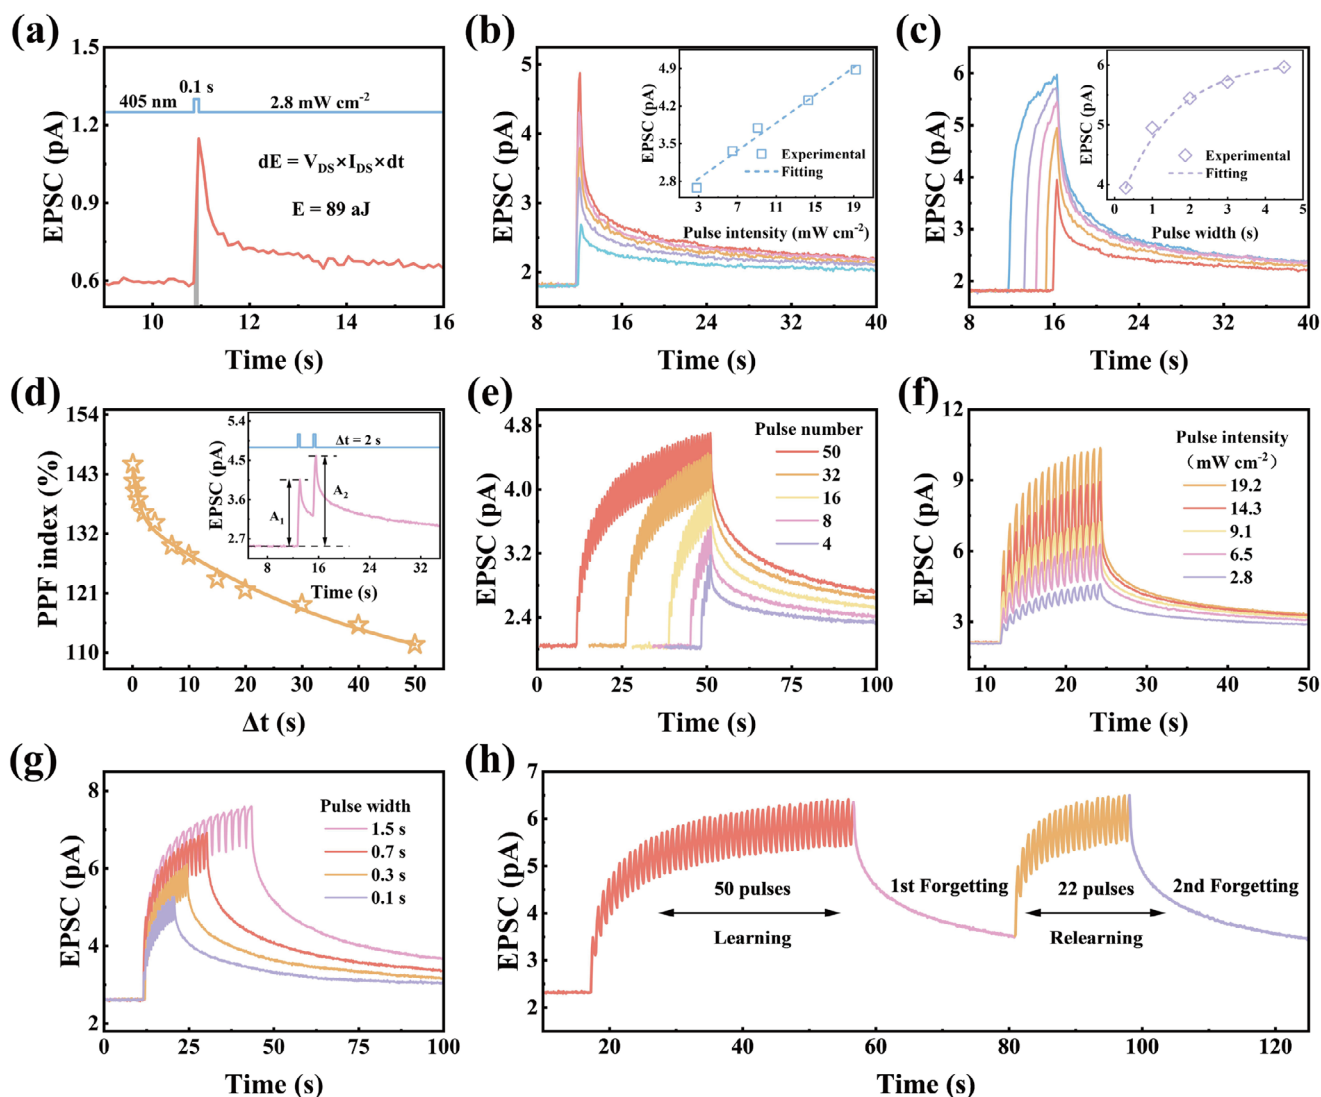 (a)
1.5
1.2
0.9
0.6
EPSC (pA)
405 nm
0.1 s
2.8 mW cm-2
dE = VDS×IDS×dt
E = 89 aJ
10 12 14 16
Time (s)
(b)
5
4
3
2
EPSC (pA)
4.9
4.2
3.5
2.8
EPSC (pA)
Experimental
Fitting
3 7 11 15 19
Pulse intensity (mW cm-2)
8 16 24 32 40
Time (s)
(c)
6
5
4
3
2
EPSC (pA)
6
5
4
EPSC (pA)
Experimental
Fitting
0 1 2 3 4 5
Pulse width (s)
8 16 24 32 40
Time (s)
(d)
154
143
132
121
110
PPF index (%)
5.4
4.5
3.6
2.7
EPSC (pA)
Δt = 2 s
A1
A2
8 16 24 32
Time (s)
0 10 20 30 40 50
Δt (s)
(e)
4.8
4.0
3.2
2.4
EPSC (pA)
Pulse number
50
32
16
8
4
0 25 50 75 100
Time (s)
(f)
12
9
6
3
EPSC (pA)
Pulse intensity
（mW cm-2)
19.2
14.3
9.1
6.5
2.8
10 20 30 40 50
Time (s)
(g)
8
6
4
2
EPSC (pA)
Pulse width
1.5 s
0.7 s
0.3 s
0.1 s
0 25 50 75 100
Time (s)
(h)
7
6
5
4
3
2
EPSC (pA)
50 pulses
Learning
1st Forgetting
22 pulses
Relearning
2nd Forgetting
20 40 60 80 100 120
Time (s)